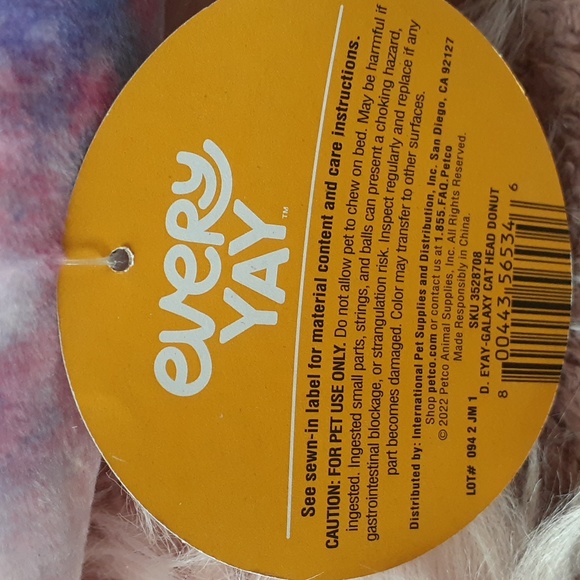 every
YAY™
See sewn-in label for material content and care instructions.
CAUTION: FOR PET USE ONLY. Do not allow pet to chew on bed. May be harmful if
ingested. Ingested small parts, strings, and balls can present a choking hazard,
gastrointestinal blockage, or strangulation risk. Inspect regularly and replace if any
part becomes damaged. Color may transfer to other surfaces.
Distributed by: International Pet Supplies and Distribution, Inc. San Diego, CA 92127
Shop petco.com or contact us at 1.855.FAQ.Petco
© 2022 Petco Animal Supplies, Inc. All Rights Reserved.
Made Responsibly in China.
SKU 3528708
LOT# 094 2 JM 1
D. EYAY-GALAXY CAT HEAD DONUT
8 00443 56534 6